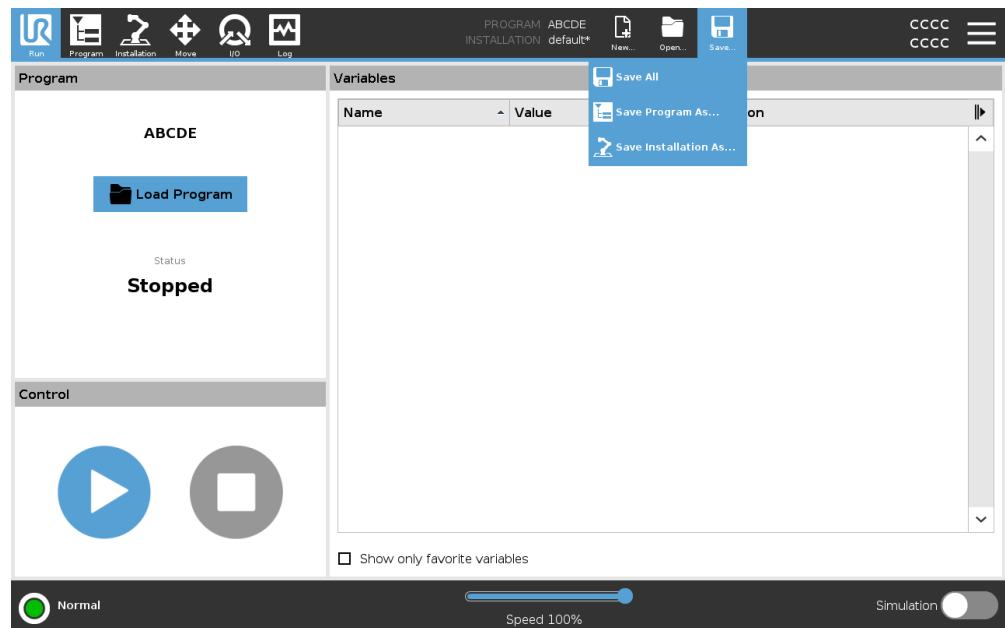 UR
Run
Program
Installation
Move
I/O
Log
PROGRAM ABCDE
INSTALLATION default*
New...
Open...
Save...
CCCC
CCCC
Save All
Save Program As...
Save Installation As...
Program
ABCDE
Load Program
Status
Stopped
Control
Variables
Name Value on
Show only favorite variables
Normal
Speed 100%
Simulation